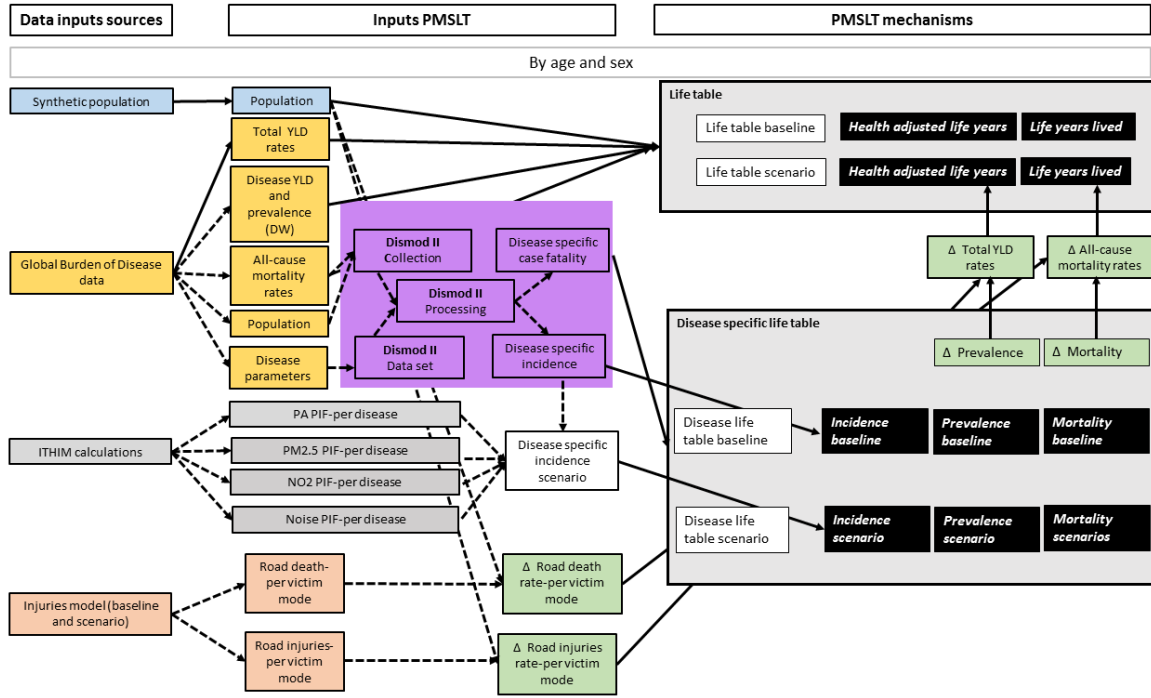 Data inputs sources
Inputs PMSLT
PMSLT mechanisms
By age and sex
Synthetic population
Global Burden of Disease
data
ITHIM calculations
Injuries model (baseline
and scenario)
Population
Total YLD
rates
Disease YLD
and
prevalence
(DW)
All-cause
mortality
rates
Population
Disease
parameters
Dismod II
Collection
Dismod II
Processing
Dismod II
Data set
Disease specific
case fatality
Disease specific
incidence
PA PIF-per disease
PM2.5 PIF-per disease
NO2 PIF-per disease
Noise PIF-per disease
Disease specific
incidence
scenario
Road death-
per victim
mode
Road injuries-
per victim
mode
Δ Road death
rate-per victim
mode
Δ Road injuries
rate-per victim
mode
Life table
Life table baseline
Health adjusted life years
Life years lived
Life table scenario
Health adjusted life years
Life years lived
Δ Total YLD
rates
Δ All-cause
mortality rates
Disease specific life table
Δ Prevalence
Δ Mortality
Disease life
table baseline
Incidence
baseline
Prevalence
baseline
Mortality
baseline
Disease life
table scenario
Incidence
scenario
Prevalence
scenario
Mortality
scenarios